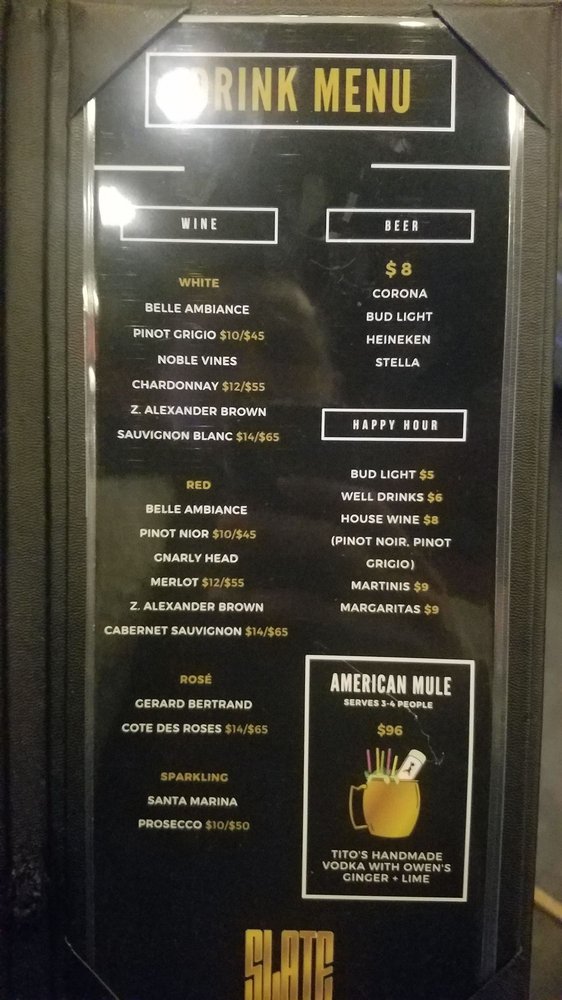 DRINK MENU
WINE
WHITE
BELLE AMBIANCE
PINOT GRIGIO $10/$45
NOBLE VINES
CHARDONNAY $12/$55
Z. ALEXANDER BROWN
SAUVIGNON BLANC $14/$65
RED
BELLE AMBIANCE
PINOT NIOR $10/$45
GNARLY HEAD
MERLOT $12/$55
Z. ALEXANDER BROWN
CABERNET SAUVIGNON $14/$65
ROSÉ
GERARD BERTRAND
COTE DES ROSES $14/$65
SPARKLING
SANTA MARINA
PROSECCO $10/$50
BEER
$8
CORONA
BUD LIGHT
HEINEKEN
STELLA
HAPPY HOUR
BUD LIGHT $5
WELL DRINKS $6
HOUSE WINE $8
(PINOT NOIR, PINOT
GRIGIO)
MARTINIS $9
MARGARITAS $9
AMERICAN MULE
SERVES 3-4 PEOPLE
$96
TITO'S HANDMADE
VODKA WITH OWEN'S
GINGER + LIME
SLATE